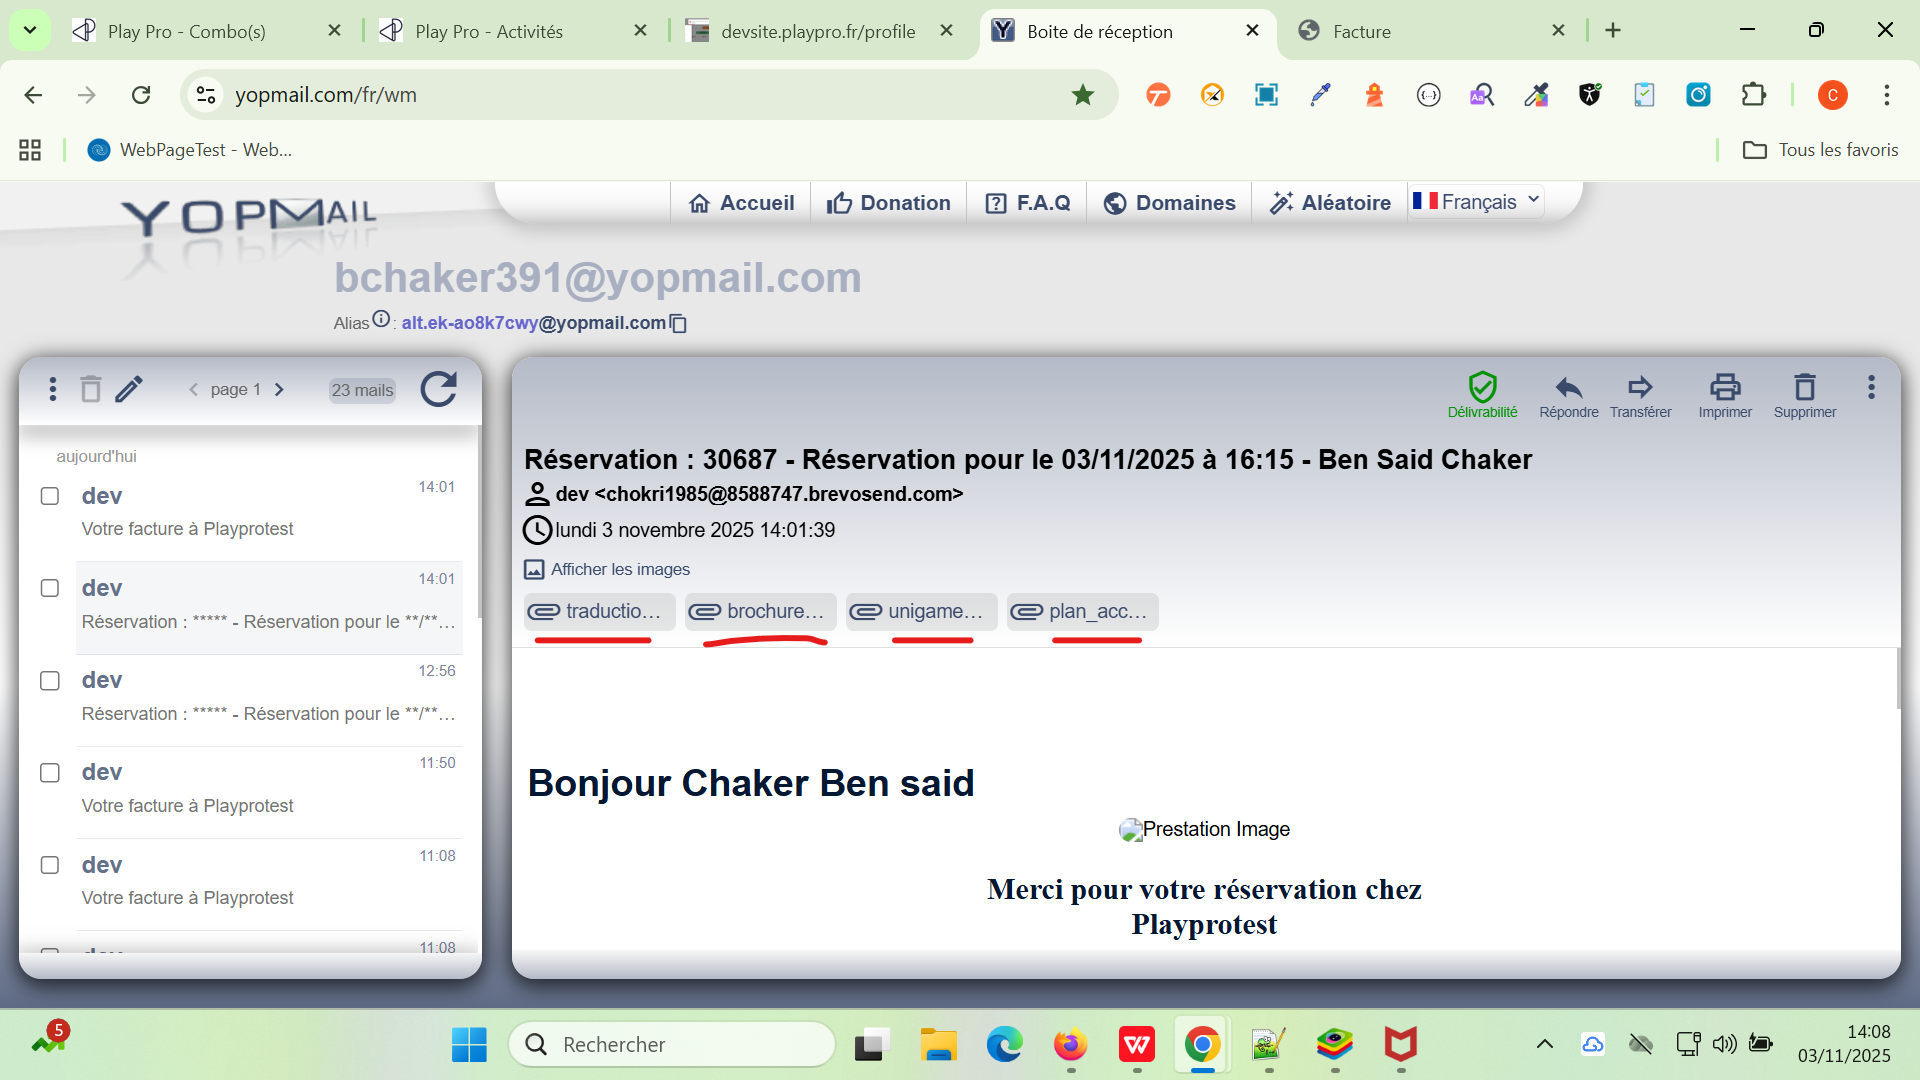 Play Pro - Combo(s)
Play Pro - Activités
devsite.playpro.fr/profile
Boite de réception
Facture
yopmail.com/fr/wm
C
WebPageTest - Web...
Tous les favoris
YOPMAIL
Accueil
Donation
F.A.Q
Domaines
Aléatoire
Français
bchaker391@yopmail.com
Alias : alt.ek-ao8k7cwy@yopmail.com
page 1
23 mails
Délivrabilité
Répondre
Transférer
Imprimer
Supprimer
aujourd'hui
dev 14:01
Votre facture à Playprotest
dev 14:01
Réservation : ***** - Réservation pour le **/**...
dev 12:56
Réservation : ***** - Réservation pour le **/**...
dev 11:50
Votre facture à Playprotest
dev 11:08
Votre facture à Playprotest
dev 11:08
Réservation : 30687 - Réservation pour le 03/11/2025 à 16:15 - Ben Said Chaker
dev <chokri1985@8588747.brevosend.com>
lundi 3 novembre 2025 14:01:39
Afficher les images
traductio...
brochure...
unigame...
plan_acc...
Bonjour Chaker Ben said
Prestation Image
Merci pour votre réservation chez
Playprotest
5
Rechercher
14:08
03/11/2025